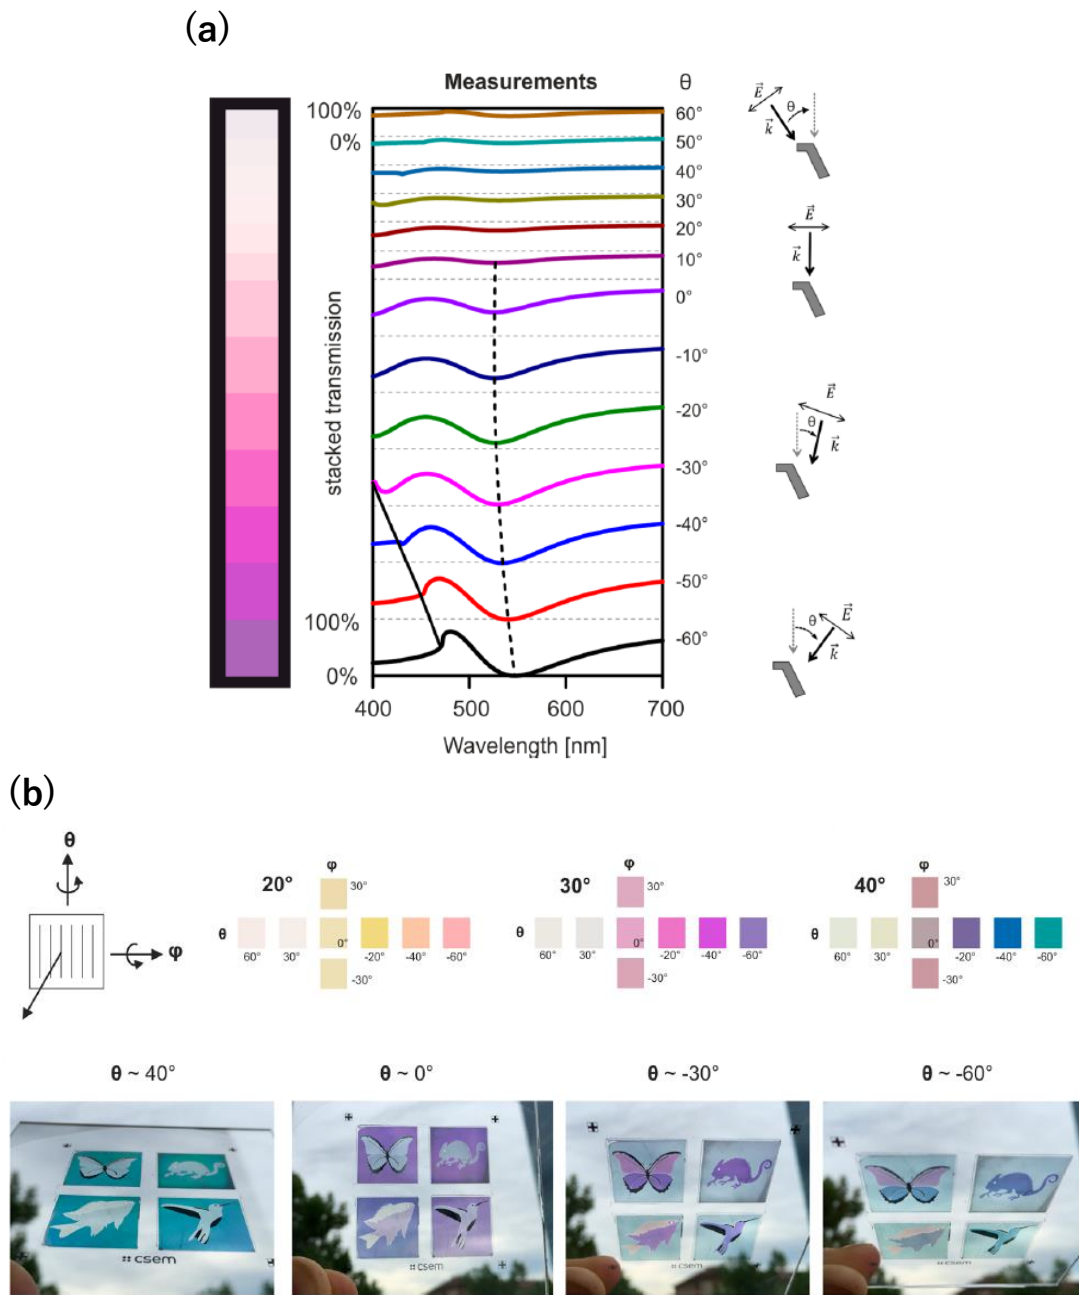 (a)
Measurements
θ
100%
0%
60°
50°
40°
30°
20°
10°
0°
-10°
-20°
-30°
-40°
-50°
-60°
stacked transmission
100%
0%
400 500 600 700
Wavelength [nm]
E θ k
E
k
E
θ
k
E
θ
k
(b)
θ
φ
20°
φ
30°
θ
0°
60° 30° -20° -40° -60°
-30°
30°
φ
30°
θ
0°
60° 30° -20° -40° -60°
-30°
40°
φ
30°
θ
0°
60° 30° -20° -40° -60°
-30°
θ ~ 40° θ ~ 0° θ ~ -30° θ ~ -60°
csem csem csem csem